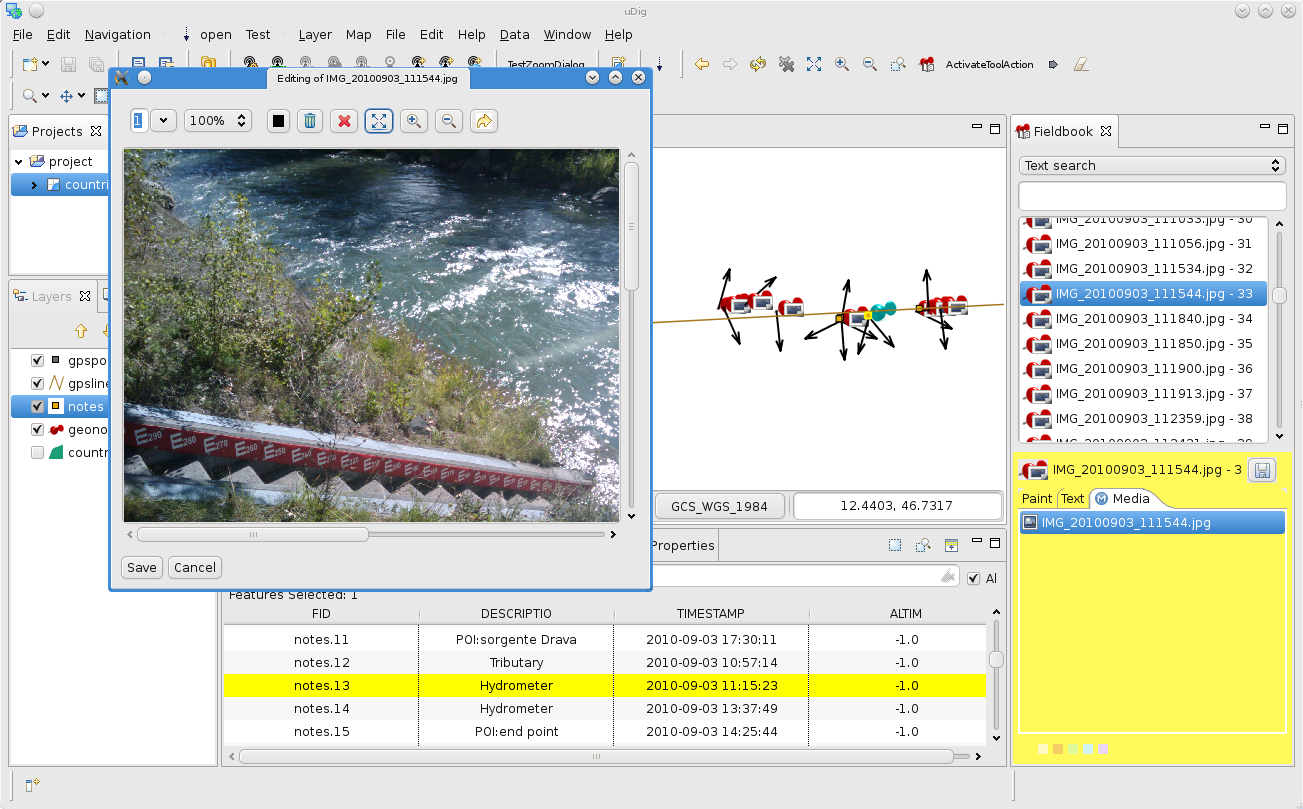 uDig
File Edit Navigation open Test Layer Map File Edit Help Data Window Help
TestZoomDialog ActivateToolAction
Editing of IMG_20100903_111544.jpg
1 100%
E290 E280 E270 E260 E250
Save Cancel
Projects
project
countri
Layers
gpspo
gpsline
notes
geono
countr
GCS_WGS_1984 12.4403, 46.7317
Properties
Al
Features Selected: 1
FID DESCRIPTIO TIMESTAMP ALTIM
notes.11 POI:sorgente Drava 2010-09-03 17:30:11 -1.0
notes.12 Tributary 2010-09-03 10:57:14 -1.0
notes.13 Hydrometer 2010-09-03 11:15:23 -1.0
notes.14 Hydrometer 2010-09-03 13:37:49 -1.0
notes.15 POI:end point 2010-09-03 14:25:44 -1.0
Fieldbook
Text search
IMG_20100903_111033.jpg - 30
IMG_20100903_111056.jpg - 31
IMG_20100903_111534.jpg - 32
IMG_20100903_111544.jpg - 33
IMG_20100903_111840.jpg - 34
IMG_20100903_111850.jpg - 35
IMG_20100903_111900.jpg - 36
IMG_20100903_111913.jpg - 37
IMG_20100903_112359.jpg - 38
IMG_20100903_111544.jpg - 3
Paint Text Media
IMG_20100903_111544.jpg